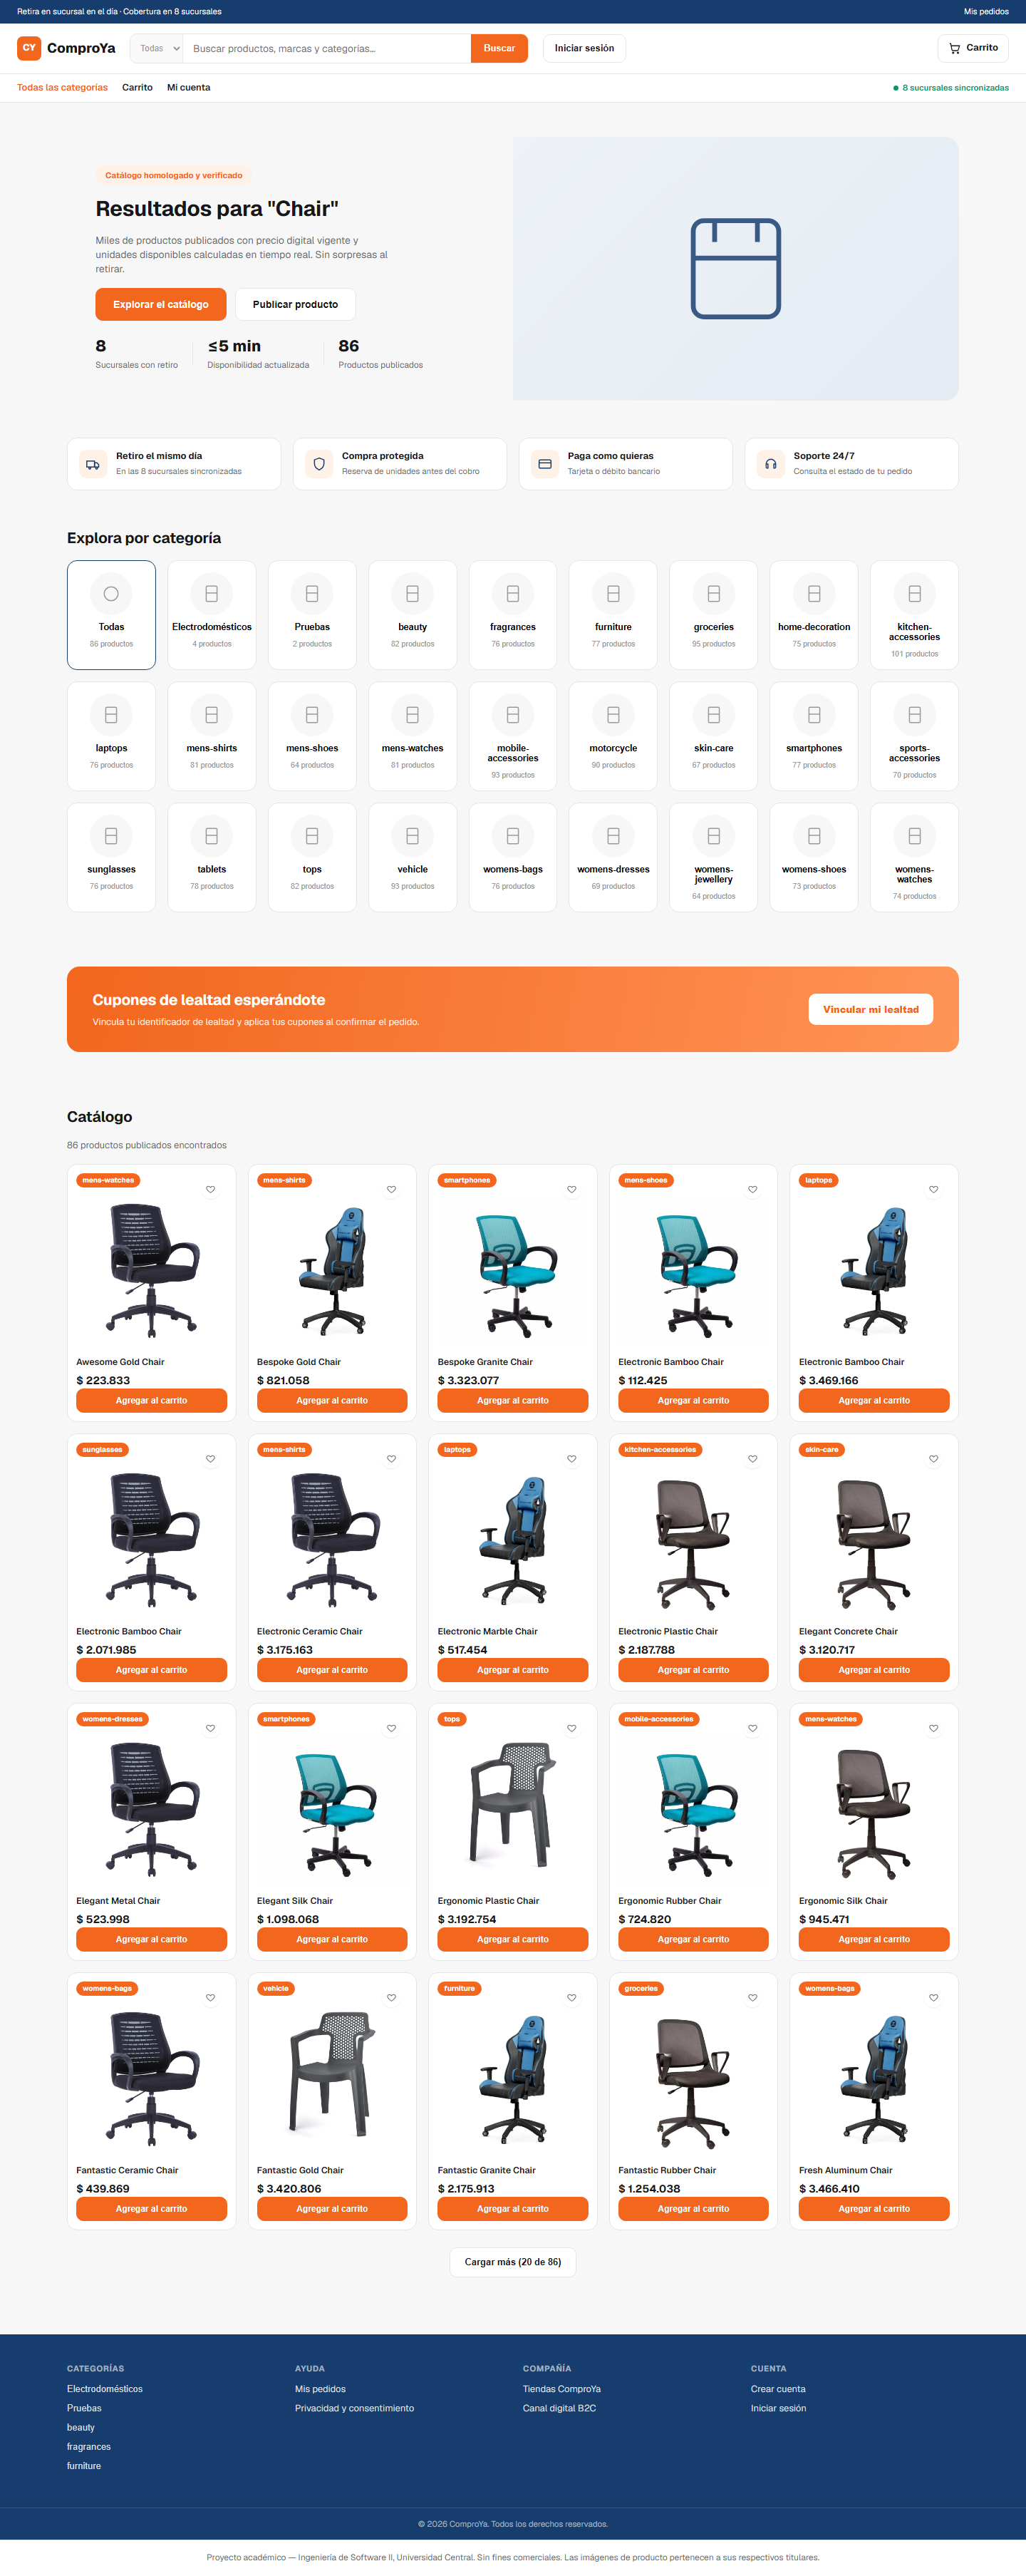 Retira en sucursal en el día · Cobertura en 8 sucursales
Mis pedidos
CY ComproYa
Todas
Buscar productos, marcas y categorías...
Buscar
Iniciar sesión
Carrito
Todas las categorías
Carrito
Mi cuenta
8 sucursales sincronizadas
Catálogo homologado y verificado
Resultados para "Chair"
Miles de productos publicados con precio digital vigente y
unidades disponibles calculadas en tiempo real. Sin sorpresas al
retirar.
Explorar el catálogo
Publicar producto
8
Sucursales con retiro
≤5 min
Disponibilidad actualizada
86
Productos publicados
Retiro el mismo día
En las 8 sucursales sincronizadas
Compra protegida
Reserva de unidades antes del cobro
Paga como quieras
Tarjeta o débito bancario
Soporte 24/7
Consulta el estado de tu pedido
Explora por categoría
Todas
86 productos
Electrodomésticos
4 productos
Pruebas
2 productos
beauty
82 productos
fragrances
76 productos
furniture
77 productos
groceries
95 productos
home-decoration
75 productos
kitchen-
accessories
101 productos
laptops
76 productos
mens-shirts
81 productos
mens-shoes
64 productos
mens-watches
81 productos
mobile-
accessories
93 productos
motorcycle
90 productos
skin-care
67 productos
smartphones
77 productos
sports-
accessories
70 productos
sunglasses
76 productos
tablets
78 productos
tops
82 productos
vehicle
93 productos
womens-bags
76 productos
womens-dresses
69 productos
womens-
jewellery
64 productos
womens-shoes
73 productos
womens-
watches
74 productos
Cupones de lealtad esperándote
Vincula tu identificador de lealtad y aplica tus cupones al confirmar el pedido.
Vincular mi lealtad
Catálogo
86 productos publicados encontrados
mens-watches
Awesome Gold Chair
$ 223.833
Agregar al carrito
mens-shirts
Bespoke Gold Chair
$ 821.058
Agregar al carrito
smartphones
Bespoke Granite Chair
$ 3.323.077
Agregar al carrito
mens-shoes
Electronic Bamboo Chair
$ 112.425
Agregar al carrito
laptops
Electronic Bamboo Chair
$ 3.469.166
Agregar al carrito
sunglasses
Electronic Bamboo Chair
$ 2.071.985
Agregar al carrito
mens-shirts
Electronic Ceramic Chair
$ 3.175.163
Agregar al carrito
laptops
Electronic Marble Chair
$ 517.454
Agregar al carrito
kitchen-accessories
Electronic Plastic Chair
$ 2.187.788
Agregar al carrito
skin-care
Elegant Concrete Chair
$ 3.120.717
Agregar al carrito
womens-dresses
Elegant Metal Chair
$ 523.998
Agregar al carrito
smartphones
Elegant Silk Chair
$ 1.098.068
Agregar al carrito
tops
Ergonomic Plastic Chair
$ 3.192.754
Agregar al carrito
mobile-accessories
Ergonomic Rubber Chair
$ 724.820
Agregar al carrito
mens-watches
Ergonomic Silk Chair
$ 945.471
Agregar al carrito
womens-bags
Fantastic Ceramic Chair
$ 439.869
Agregar al carrito
vehicle
Fantastic Gold Chair
$ 3.420.806
Agregar al carrito
furniture
Fantastic Granite Chair
$ 2.175.913
Agregar al carrito
groceries
Fantastic Rubber Chair
$ 1.254.038
Agregar al carrito
womens-bags
Fresh Aluminum Chair
$ 3.466.410
Agregar al carrito
Cargar más (20 de 86)
CATEGORÍAS
Electrodomésticos
Pruebas
beauty
fragrances
furniture
AYUDA
Mis pedidos
Privacidad y consentimiento
COMPAÑÍA
Tiendas ComproYa
Canal digital B2C
CUENTA
Crear cuenta
Iniciar sesión
© 2026 ComproYa. Todos los derechos reservados.
Proyecto académico — Ingeniería de Software II, Universidad Central. Sin fines comerciales. Las imágenes de producto pertenecen a sus respectivos titulares.